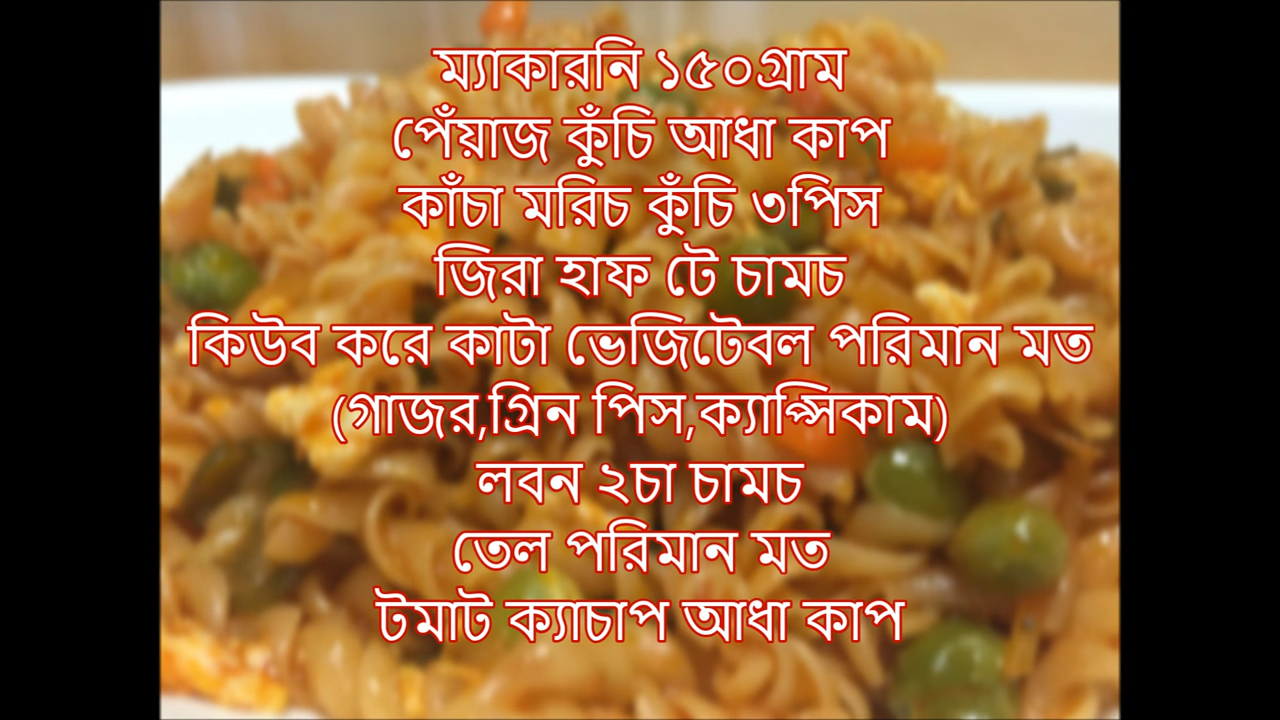 ম্যাকারনি ১৫০গ্রাম
পেঁয়াজ কুঁচি আধা কাপ
কাঁচা মরিচ কুঁচি ৩পিস
জিরা হাফ টে চামচ
কিউব করে কাটা ভেজিটেবল পরিমান মত
(গাজর,গ্রিন পিস,ক্যাপ্সিকাম)
লবন ২চা চামচ
তেল পরিমান মত
টমাট ক্যাচাপ আধা কাপ